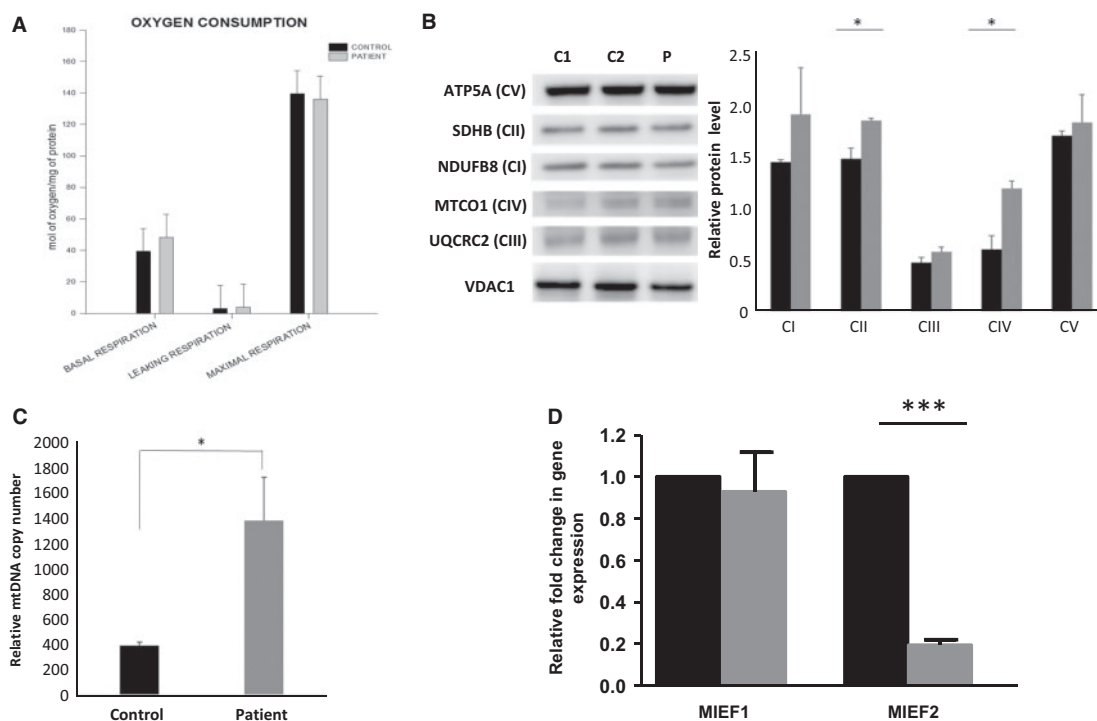 A
OXYGEN CONSUMPTION
CONTROL
PATIENT
mol of oxygen/mg of protein
180
160
140
120
100
80
60
40
20
0
BASAL RESPIRATION
LEAKING RESPIRATION
MAXIMAL RESPIRATION
B
C1 C2 P
ATP5A (CV)
SDHB (CII)
NDUFB8 (CI)
MTCO1 (CIV)
UQCRC2 (CIII)
VDAC1
* *
Relative protein level
2.5
2.0
1.5
1.0
0.5
0
CI CII CIII CIV CV
C
*
Relative mtDNA copy number
2000
1800
1600
1400
1200
1000
800
600
400
200
0
Control Patient
D
***
Relative fold change in gene
expression
1.2
1.0
0.8
0.6
0.4
0.2
0.0
MIEF1 MIEF2